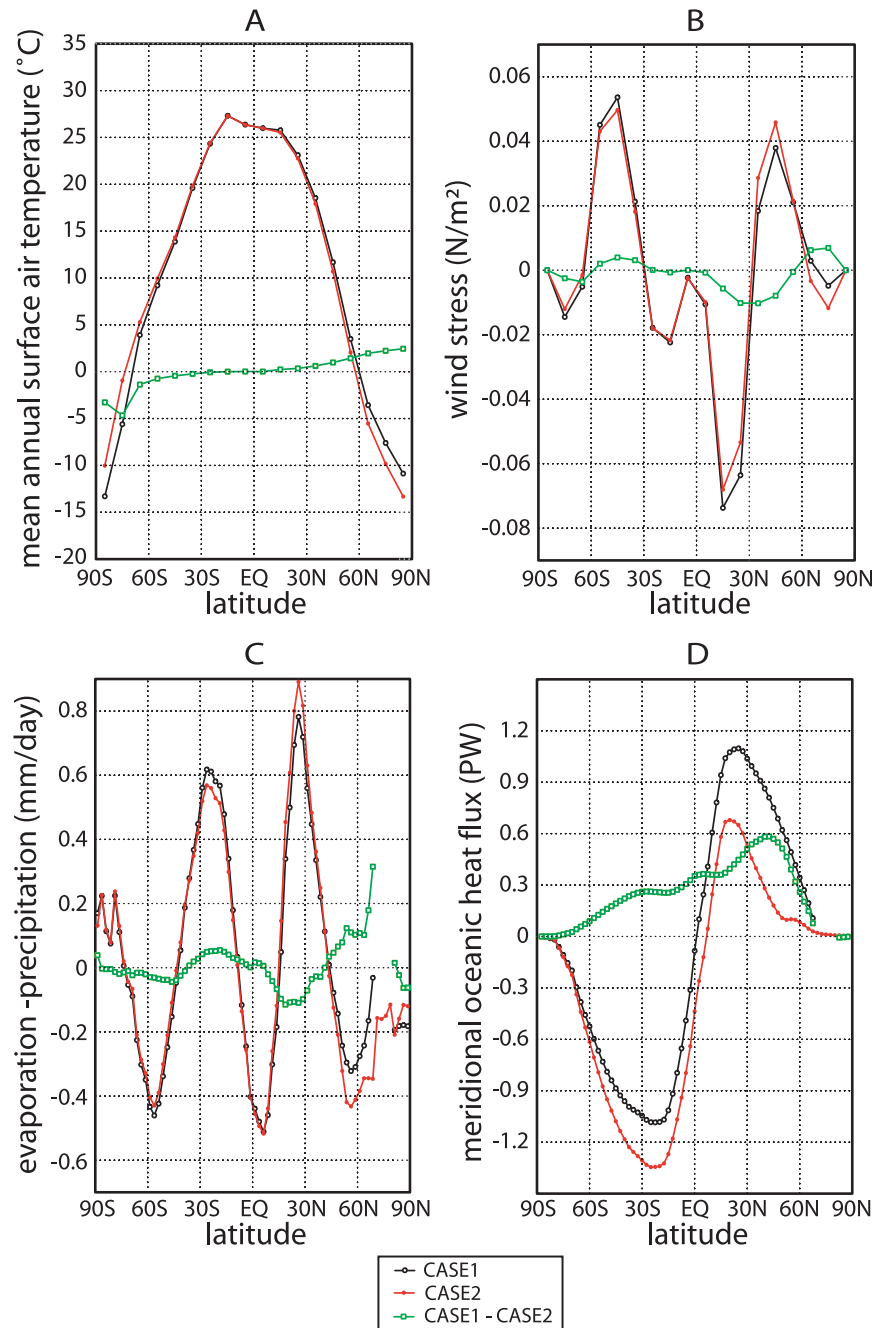 A
mean annual surface air temperature (˚C)
35
30
25
20
15
10
5
0
-5
-10
-15
-20
90S 60S 30S EQ 30N 60N 90N
latitude
B
wind stress (N/m²)
0.06
0.04
0.02
0
-0.02
-0.04
-0.06
-0.08
90S 60S 30S EQ 30N 60N 90N
latitude
C
evaporation -precipitation (mm/day)
0.8
0.6
0.4
0.2
0
-0.2
-0.4
-0.6
90S 60S 30S EQ 30N 60N 90N
latitude
D
meridional oceanic heat flux (PW)
1.2
0.9
0.6
0.3
0
-0.3
-0.6
-0.9
-1.2
90S 60S 30S EQ 30N 60N 90N
latitude
CASE1
CASE2
CASE1 - CASE2